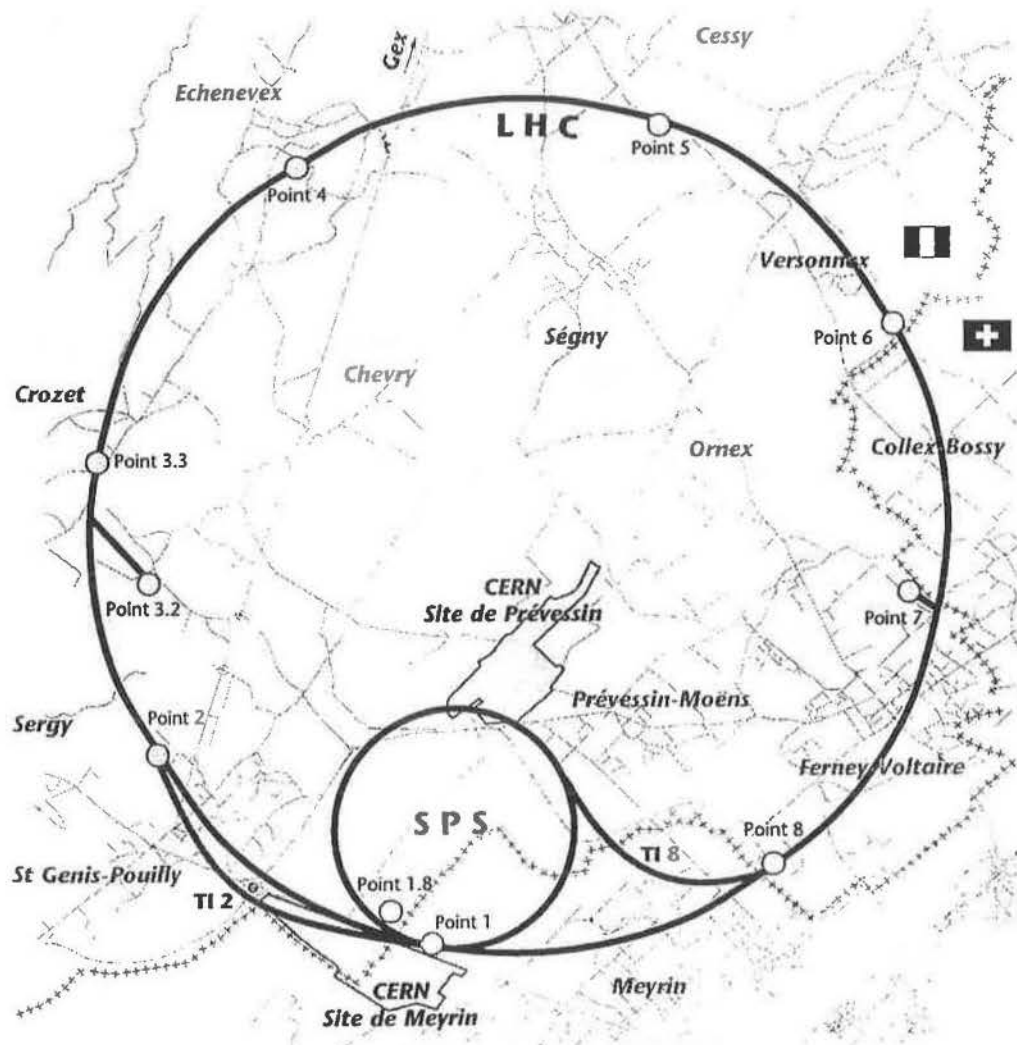 Cessy
Gex
Echenevex
L H C
Point 5
Point 4
Versonnex
Point 6
Ségny
Chevry
Crozet
Collex-Bossy
Ornex
Point 3.3
CERN
Site de Prévessin
Point 3.2
Point 7
Prévessin-Moëns
Point 2
Sergy
Ferney-Voltaire
S P S
Point 8
TI 8
St Genis-Pouilly
Point 1.8
TI 2
Point 1
Meyrin
CERN
Site de Meyrin